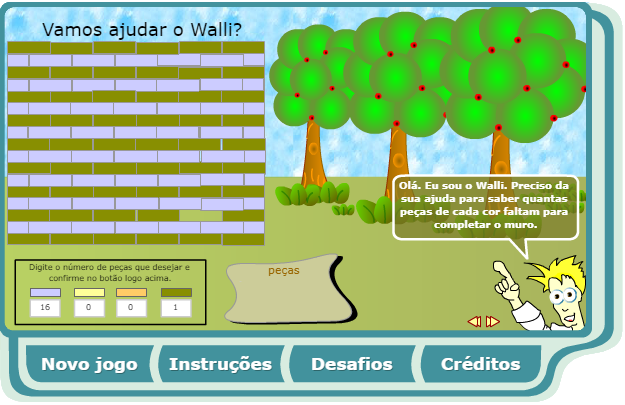 Vamos ajudar o Walli?
Olá. Eu sou o Walli. Preciso da
sua ajuda para saber quantas
peças de cada cor faltam para
completar o muro.
Digite o número de peças que desejar e
confirme no botão logo acima.
16 0 0 1
peças
Novo jogo Instruções Desafios Créditos